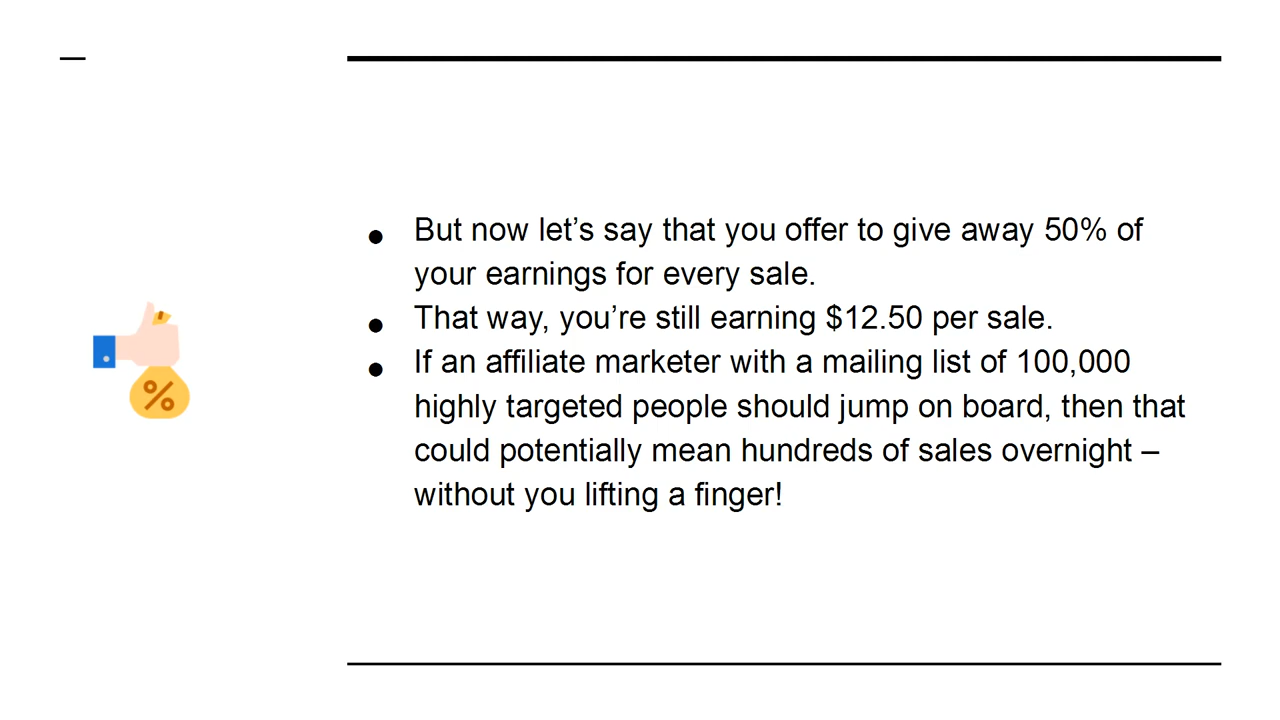 ● But now let’s say that you offer to give away 50% of
your earnings for every sale.
● That way, you’re still earning $12.50 per sale.
● If an affiliate marketer with a mailing list of 100,000
highly targeted people should jump on board, then that
could potentially mean hundreds of sales overnight –
without you lifting a finger!
%